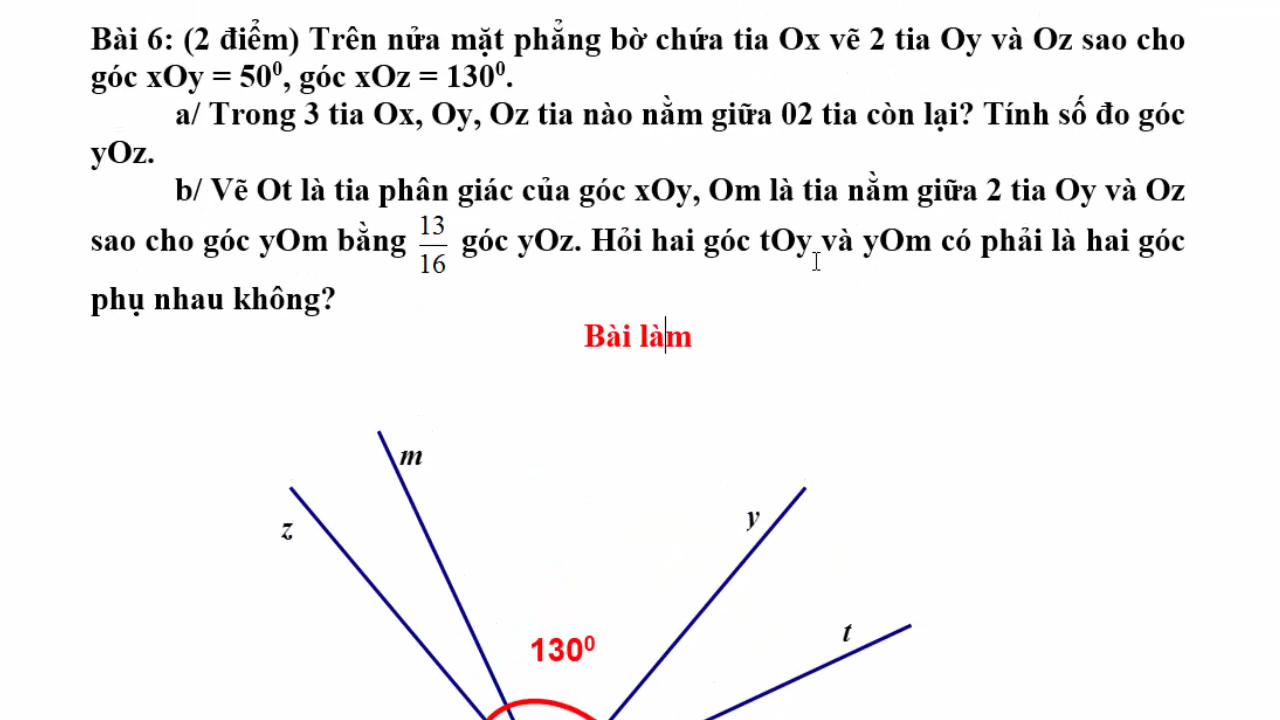 Bài 6: (2 điểm) Trên nửa mặt phẳng bờ chứa tia Ox vẽ 2 tia Oy và Oz sao cho
góc xOy = 50⁰, góc xOz = 130⁰.
a/ Trong 3 tia Ox, Oy, Oz tia nào nằm giữa 02 tia còn lại? Tính số đo góc
yOz.
b/ Vẽ Ot là tia phân giác của góc xOy, Om là tia nằm giữa 2 tia Oy và Oz
sao cho góc yOm bằng 13/16 góc yOz. Hỏi hai góc tOy và yOm có phải là hai góc
phụ nhau không?
Bài làm
m
z
y
t
130⁰